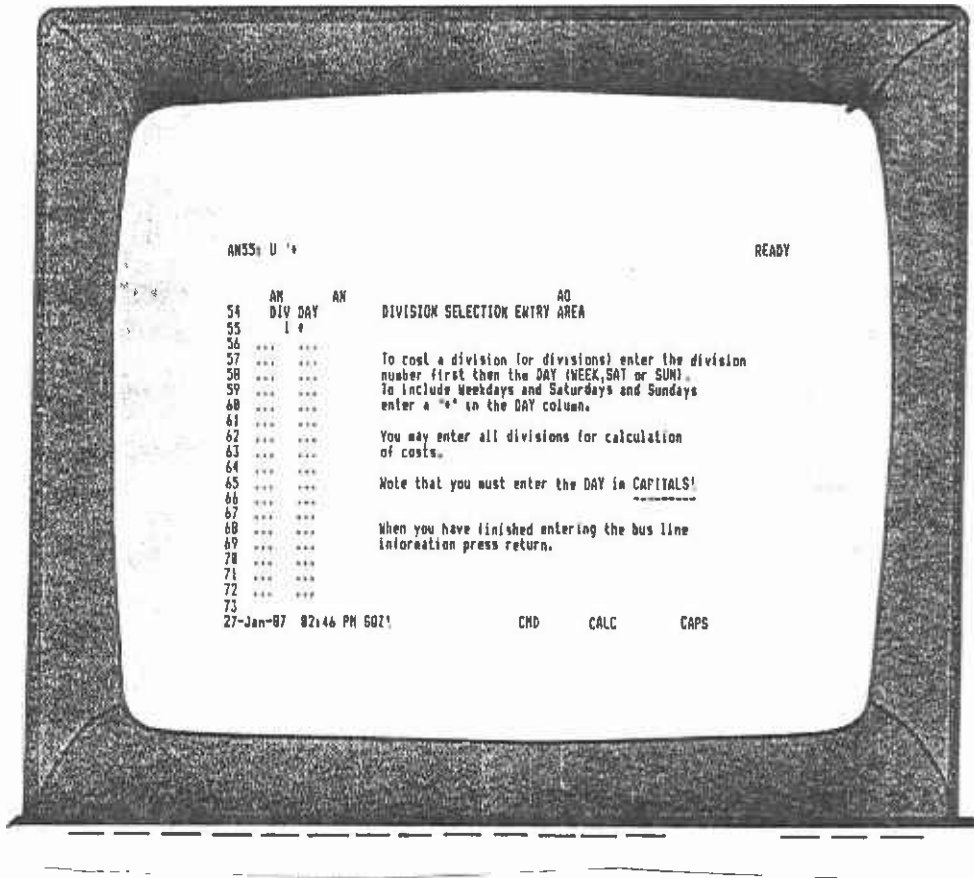 AN55: U '* READY
AM AN AO
54 DIV DAY DIVISION SELECTION ENTRY AREA
55 1 *
56 ... ...
57 ... ... To cost a division (or divisions) enter the division
58 ... ... number first then the DAY (WEEK,SAT or SUN).
59 ... ... To include Weekdays and Saturdays and Sundays
60 ... ... enter a "*" in the DAY column.
61 ... ...
62 ... ... You may enter all divisions for calculation
63 ... ... of costs.
64 ... ...
65 ... ... Note that you must enter the DAY in CAPITALS!
66 ... ... --------
67 ... ...
68 ... ... When you have finished entering the bus line
69 ... ... information press return.
70 ... ...
71 ... ...
72 ... ...
73
27-Jan-87 02:46 PM CMD CALC CAPS